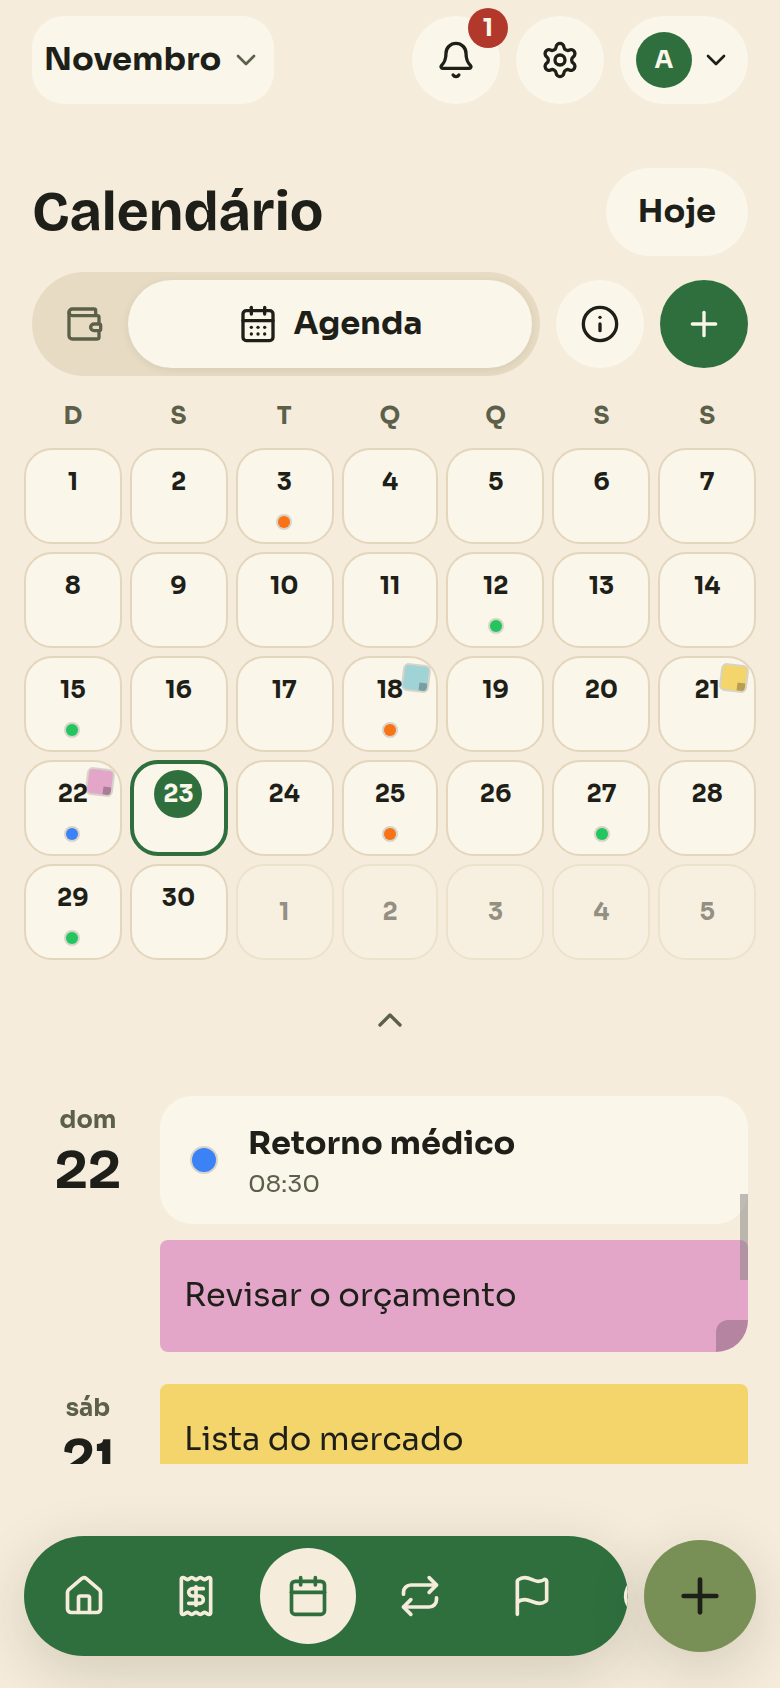 Novembro
1
A
Calendário
Hoje
Agenda
D S T Q Q S S
1 2 3 4 5 6 7
8 9 10 11 12 13 14
15 16 17 18 19 20 21
22 23 24 25 26 27 28
29 30 1 2 3 4 5
dom
22
Retorno médico
08:30
Revisar o orçamento
sáb
21
Lista do mercado